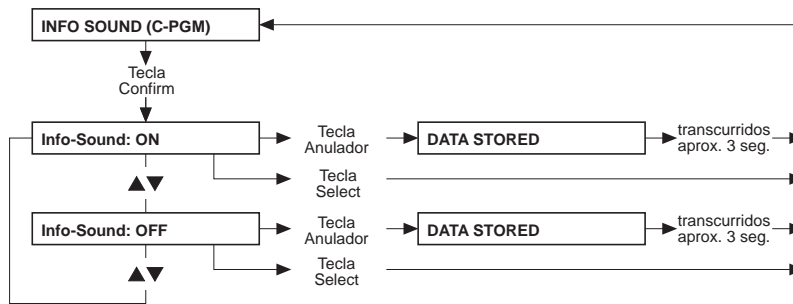 INFO SOUND (C-PGM)
Tecla
Confirm
Info-Sound: ON
Tecla
Anulador
DATA STORED
transcurridos
aprox. 3 seg.
Tecla
Select
Info-Sound: OFF
Tecla
Anulador
DATA STORED
transcurridos
aprox. 3 seg.
Tecla
Select